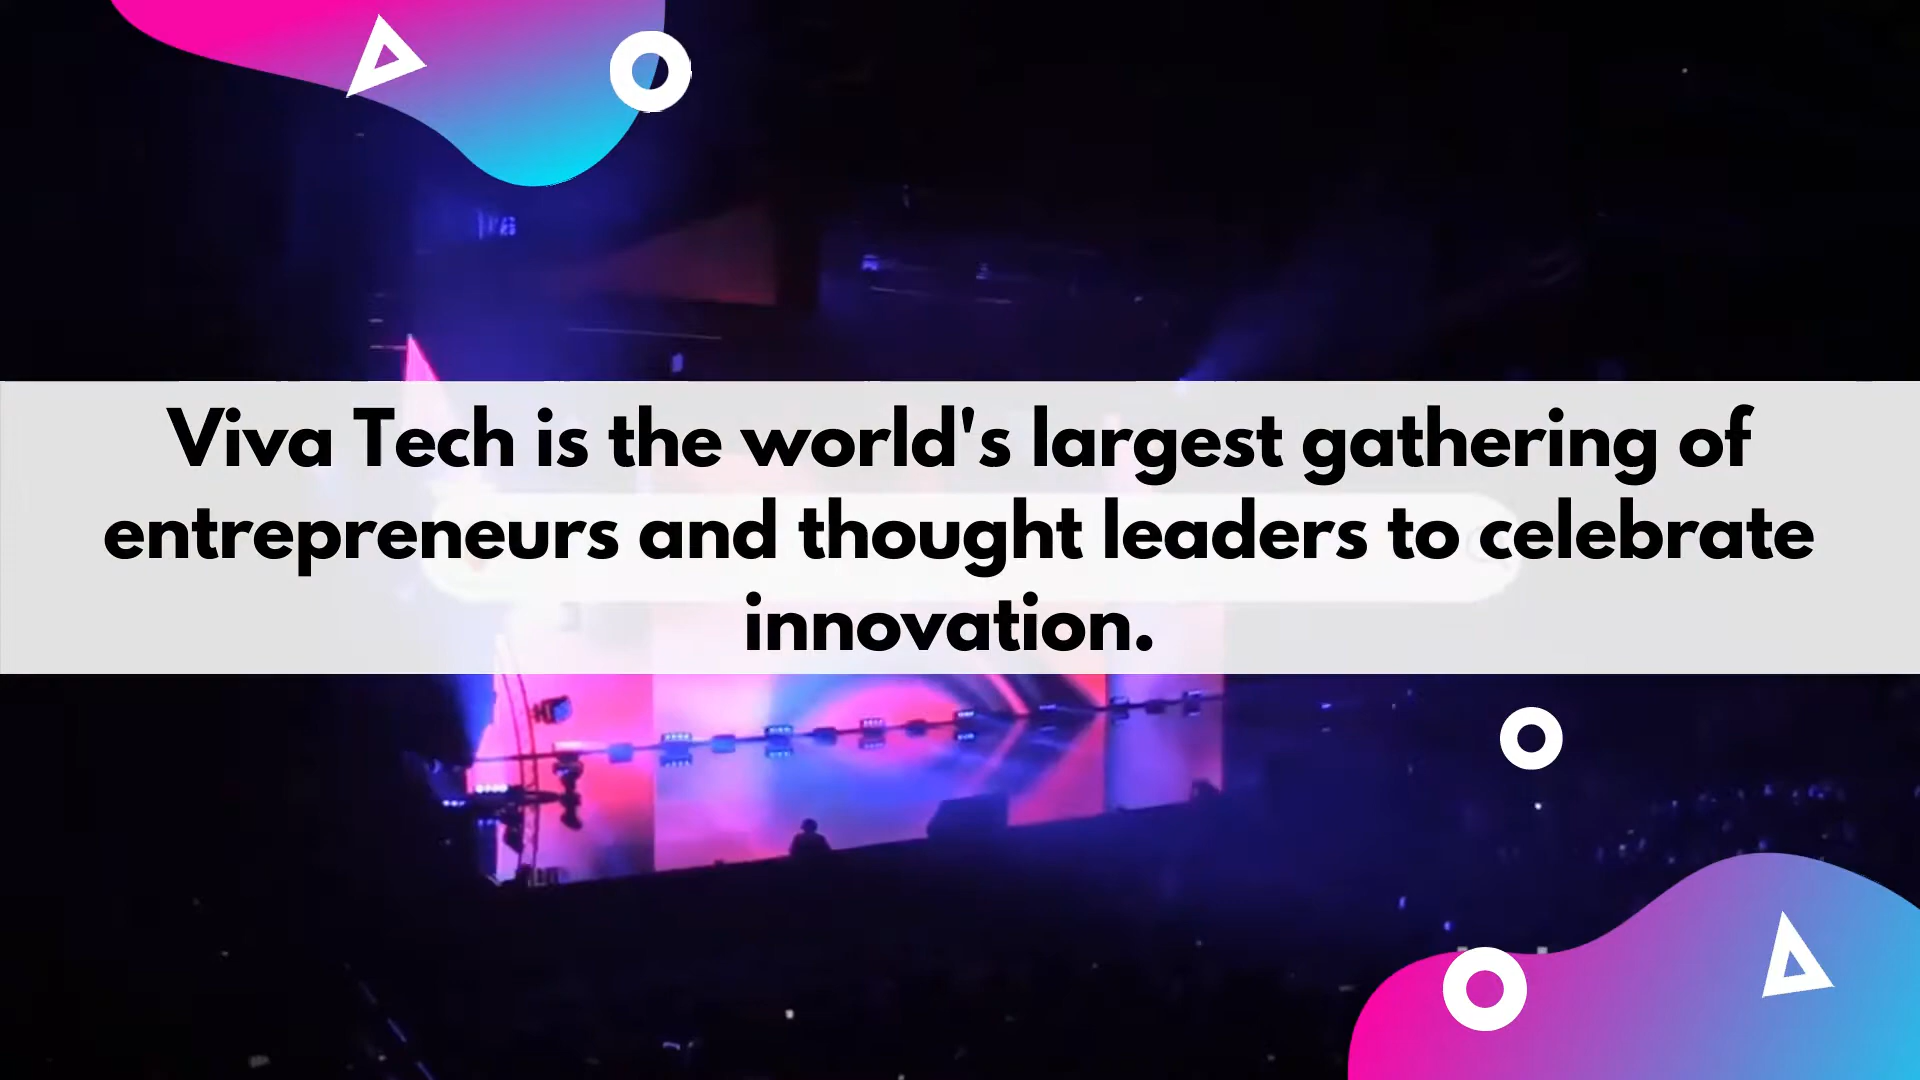 Viva Tech is the world's largest gathering of
entrepreneurs and thought leaders to celebrate
innovation.